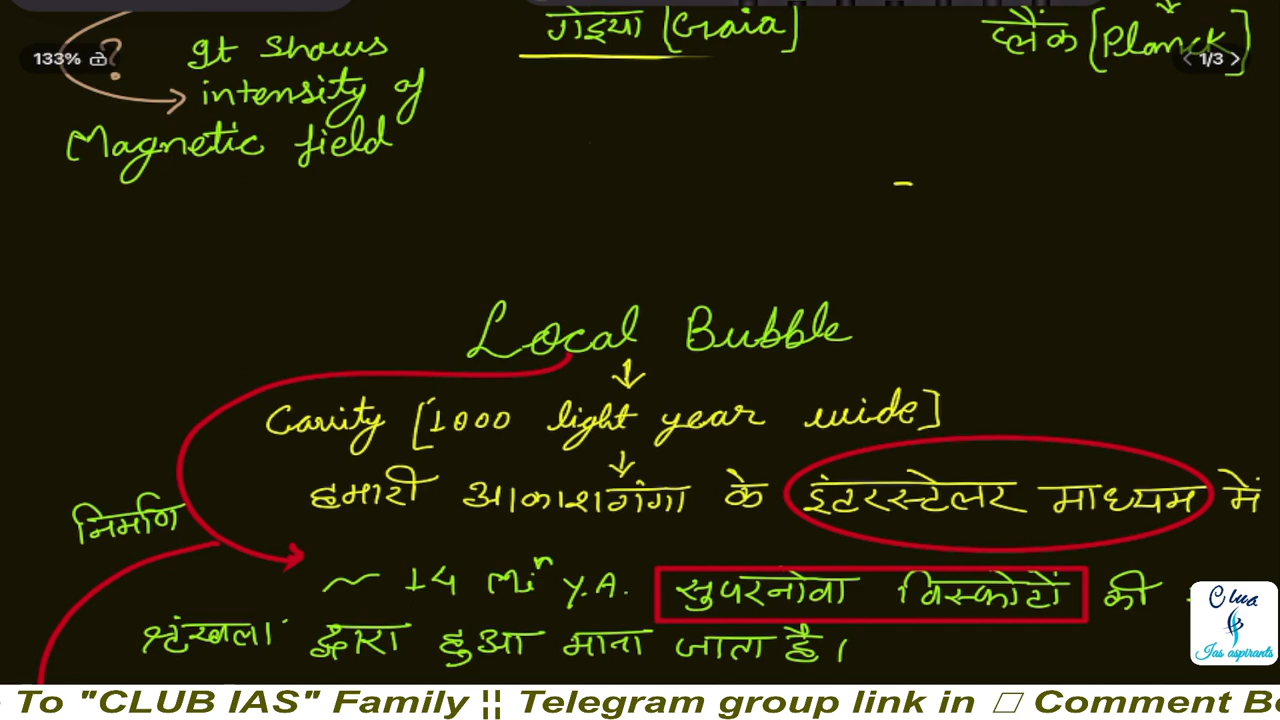 गेइया [Gaia]
प्लैंक [Planck]
133%
1/3
?
It shows
intensity of
Magnetic field
Local Bubble
Cavity [1000 light year wide]
हमारी आकाशगंगा के इंटरस्टेलर माध्यम में
निर्माण
~ 14 Miⁿ Y.A. सुपरनोवा विस्फोटों की
श्रृंखला द्वारा हुआ माना जाता है।
Club
Ias aspirants
To "CLUB IAS" Family ¦¦ Telegram group link in □ Comment Bo